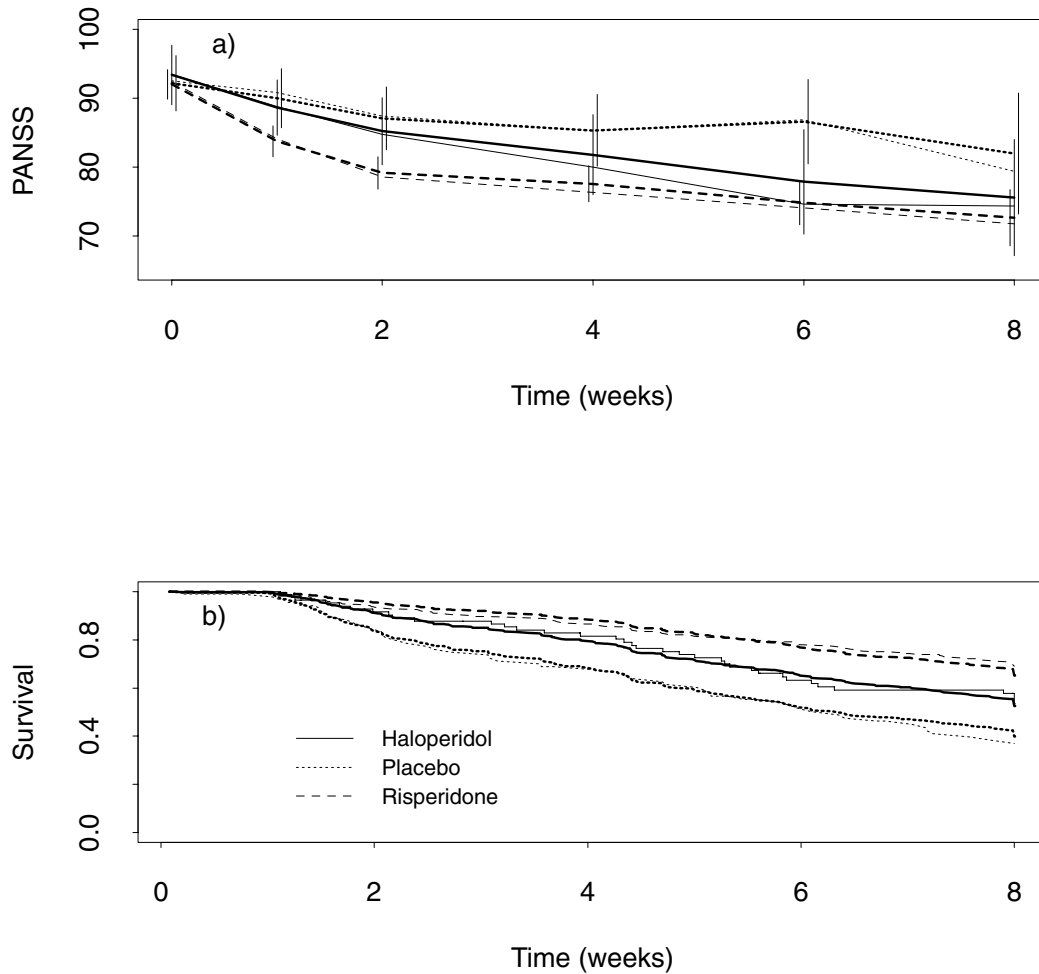 a)
PANSS
100
90
80
70
0 2 4 6 8
Time (weeks)
b)
Survival
0.8
0.4
0.0
Haloperidol
Placebo
Risperidone
0 2 4 6 8
Time (weeks)